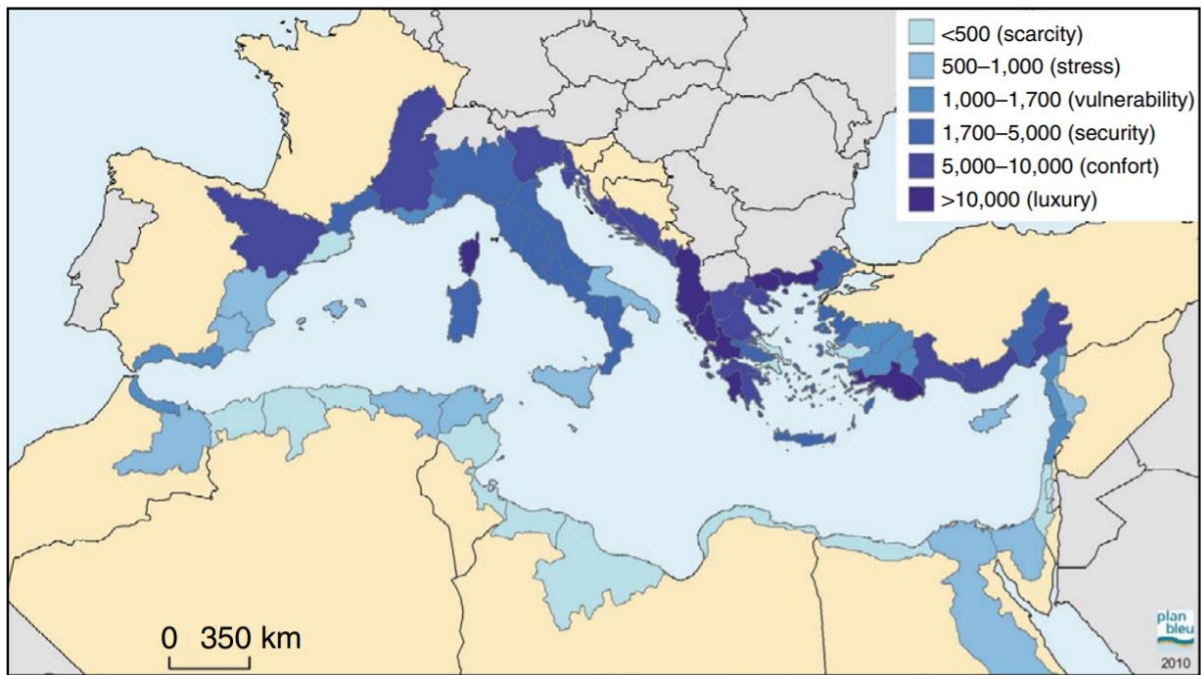 <500 (scarcity)
500–1,000 (stress)
1,000–1,700 (vulnerability)
1,700–5,000 (security)
5,000–10,000 (confort)
>10,000 (luxury)
0 350 km
plan
bleu
2010